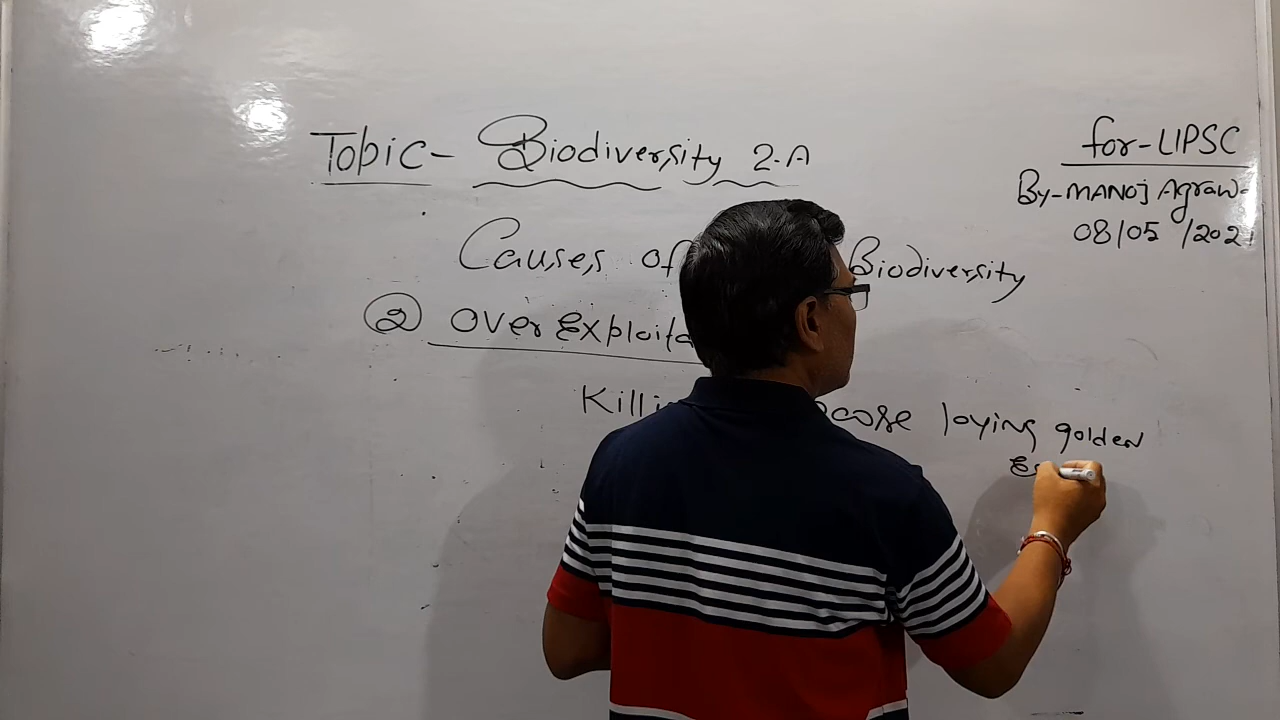 Topic - Biodiversity 2.A
for - LIPSC
By - MANOJ Agraw
08/05/202
Causes of Biodiversity
② Over Exploita
Killi oose laying golden